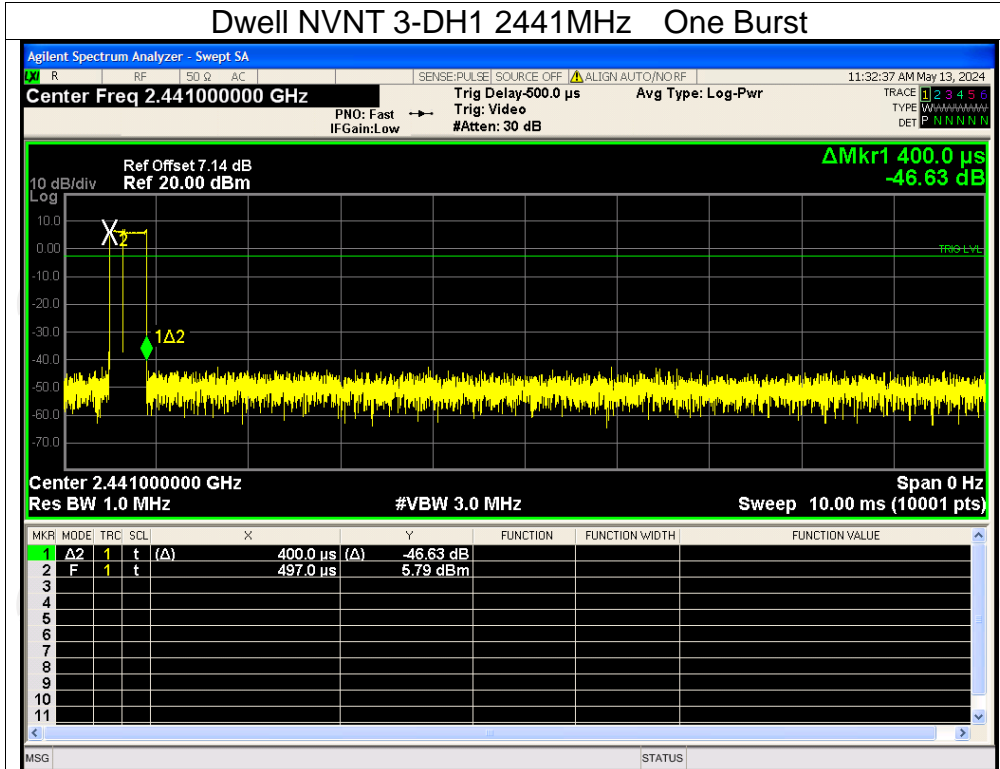 Dwell NVNT 3-DH1 2441MHz One Burst
Agilent Spectrum Analyzer - Swept SA
LXI R RF 50 Ω AC SENSE:PULSE SOURCE OFF ALIGN AUTO/NO RF 11:32:37 AM May 13, 2024
Center Freq 2.441000000 GHz
PNO: Fast
IFGain:Low
Trig Delay-500.0 µs
Trig: Video
#Atten: 30 dB
Avg Type: Log-Pwr
TRACE 1 2 3 4 5 6
TYPE WWWWWWWW
DET P N N N N N
ΔMkr1 400.0 µs
-46.63 dB
Ref Offset 7.14 dB
10 dB/div Ref 20.00 dBm
Log
10.0
0.00
-10.0
-20.0
-30.0
-40.0
-50.0
-60.0
-70.0
2
TRIG LVL
1Δ2
Center 2.441000000 GHz Span 0 Hz
Res BW 1.0 MHz #VBW 3.0 MHz Sweep 10.00 ms (10001 pts)
MKR MODE TRC SCL X Y FUNCTION FUNCTION WIDTH FUNCTION VALUE
1 Δ2 1 t (Δ) 400.0 µs (Δ) -46.63 dB
2 F 1 t 497.0 µs 5.79 dBm
3
4
5
6
7
8
9
10
11
MSG STATUS